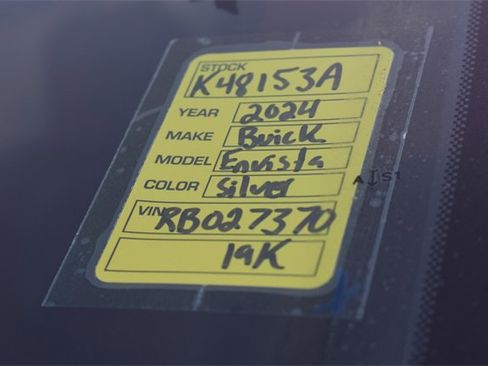 STOCK
K48153A
YEAR 2024
MAKE Buick
MODEL Envista
COLOR Silver
VIN RB027370
19K